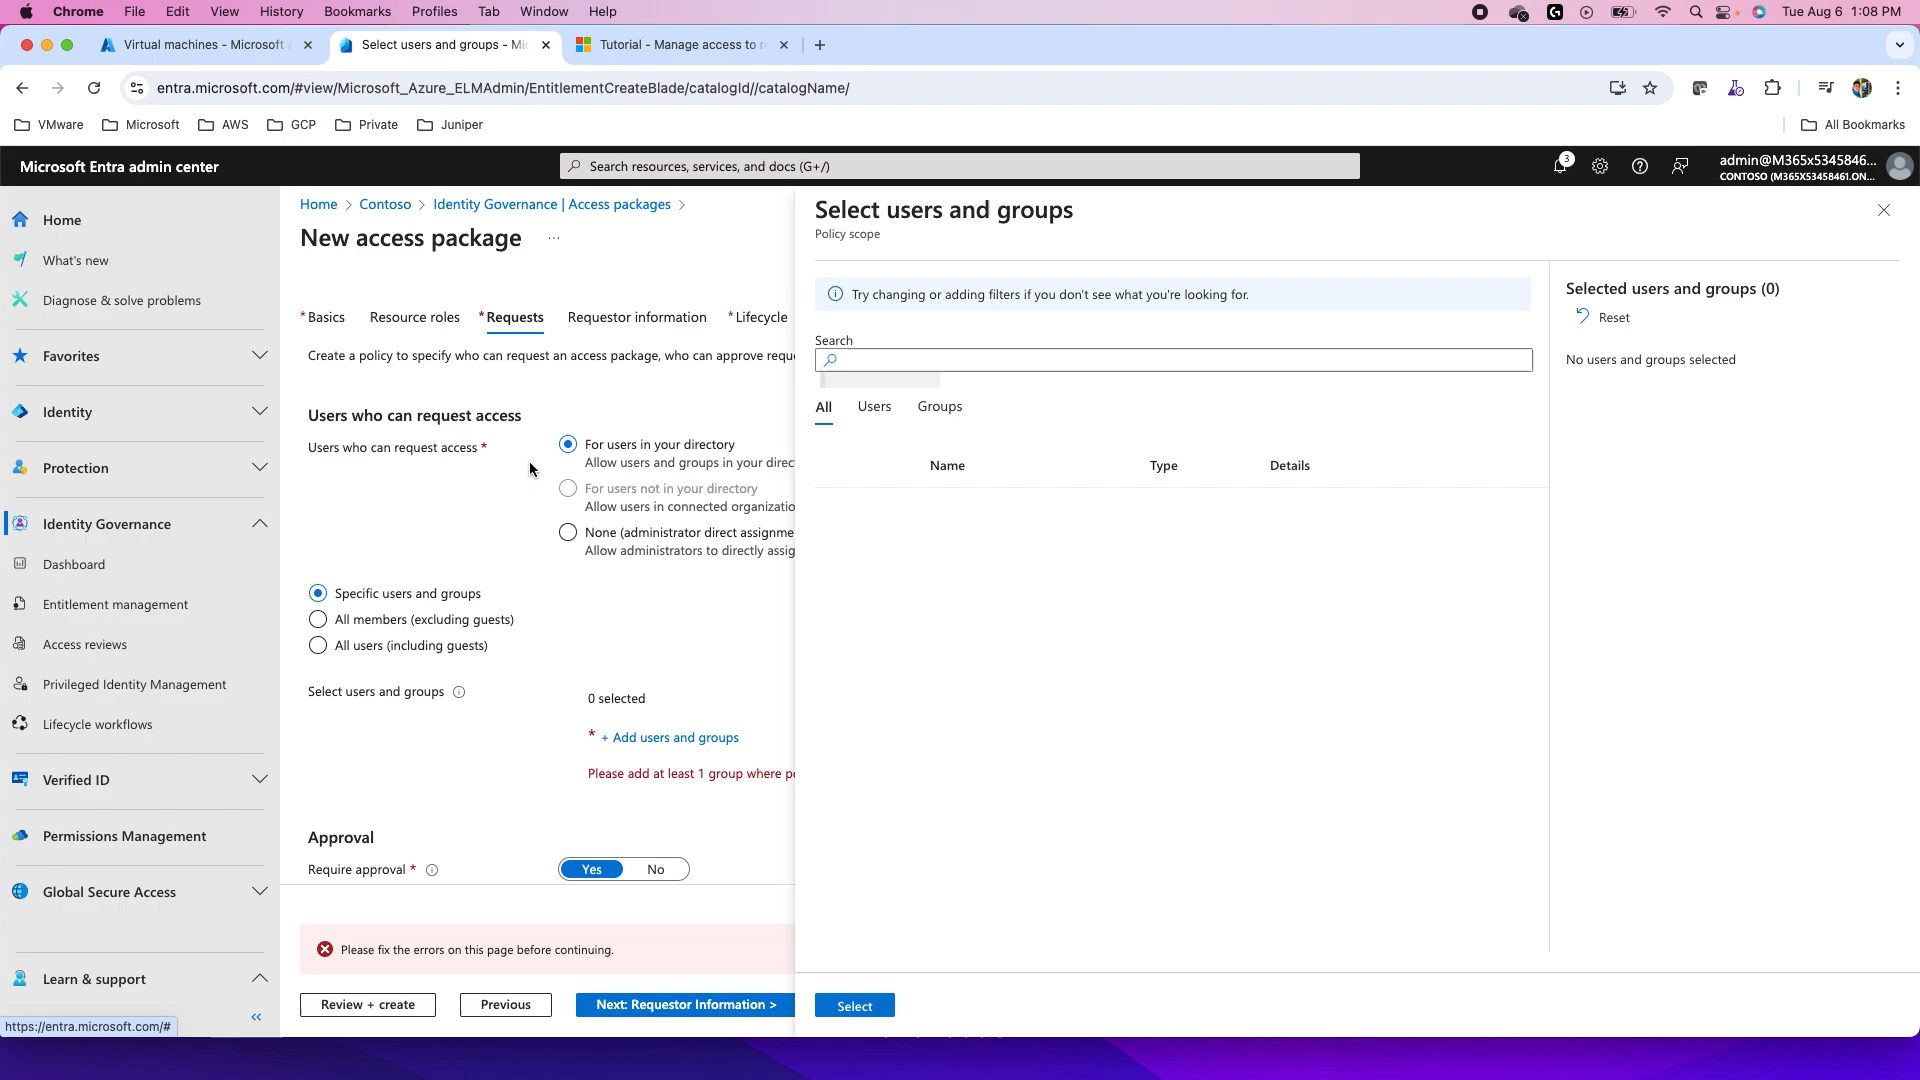 Chrome File Edit View History Bookmarks Profiles Tab Window Help
3
Tue Aug 6 1:08 PM
Virtual machines - Microsoft
Select users and groups - Mi
Tutorial - Manage access to r
entra.microsoft.com/#view/Microsoft_Azure_ELMAdmin/EntitlementCreateBlade/catalogId//catalogName/
VMware Microsoft AWS GCP Private Juniper All Bookmarks
Microsoft Entra admin center
Search resources, services, and docs (G+/)
admin@M365x5345846...
CONTOSO (M365X53458461.ON...
Home
What's new
Diagnose & solve problems
Favorites
Identity
Protection
Identity Governance
Dashboard
Entitlement management
Access reviews
Privileged Identity Management
Lifecycle workflows
Verified ID
Permissions Management
Global Secure Access
Learn & support
«
https://entra.microsoft.com/#
Home > Contoso > Identity Governance | Access packages >
New access package ...
* Basics Resource roles * Requests Requestor information * Lifecycle
Create a policy to specify who can request an access package, who can approve requ
Users who can request access
Users who can request access *
For users in your directory
Allow users and groups in your direc
For users not in your directory
Allow users in connected organizatio
None (administrator direct assignme
Allow administrators to directly assig
Specific users and groups
All members (excluding guests)
All users (including guests)
Select users and groups
0 selected
* + Add users and groups
Please add at least 1 group where po
Approval
Require approval *
Yes No
Please fix the errors on this page before continuing.
Review + create Previous Next: Requestor Information >
Select users and groups
Policy scope
Try changing or adding filters if you don't see what you're looking for.
Search
All Users Groups
Name Type Details
Selected users and groups (0)
Reset
No users and groups selected
Select